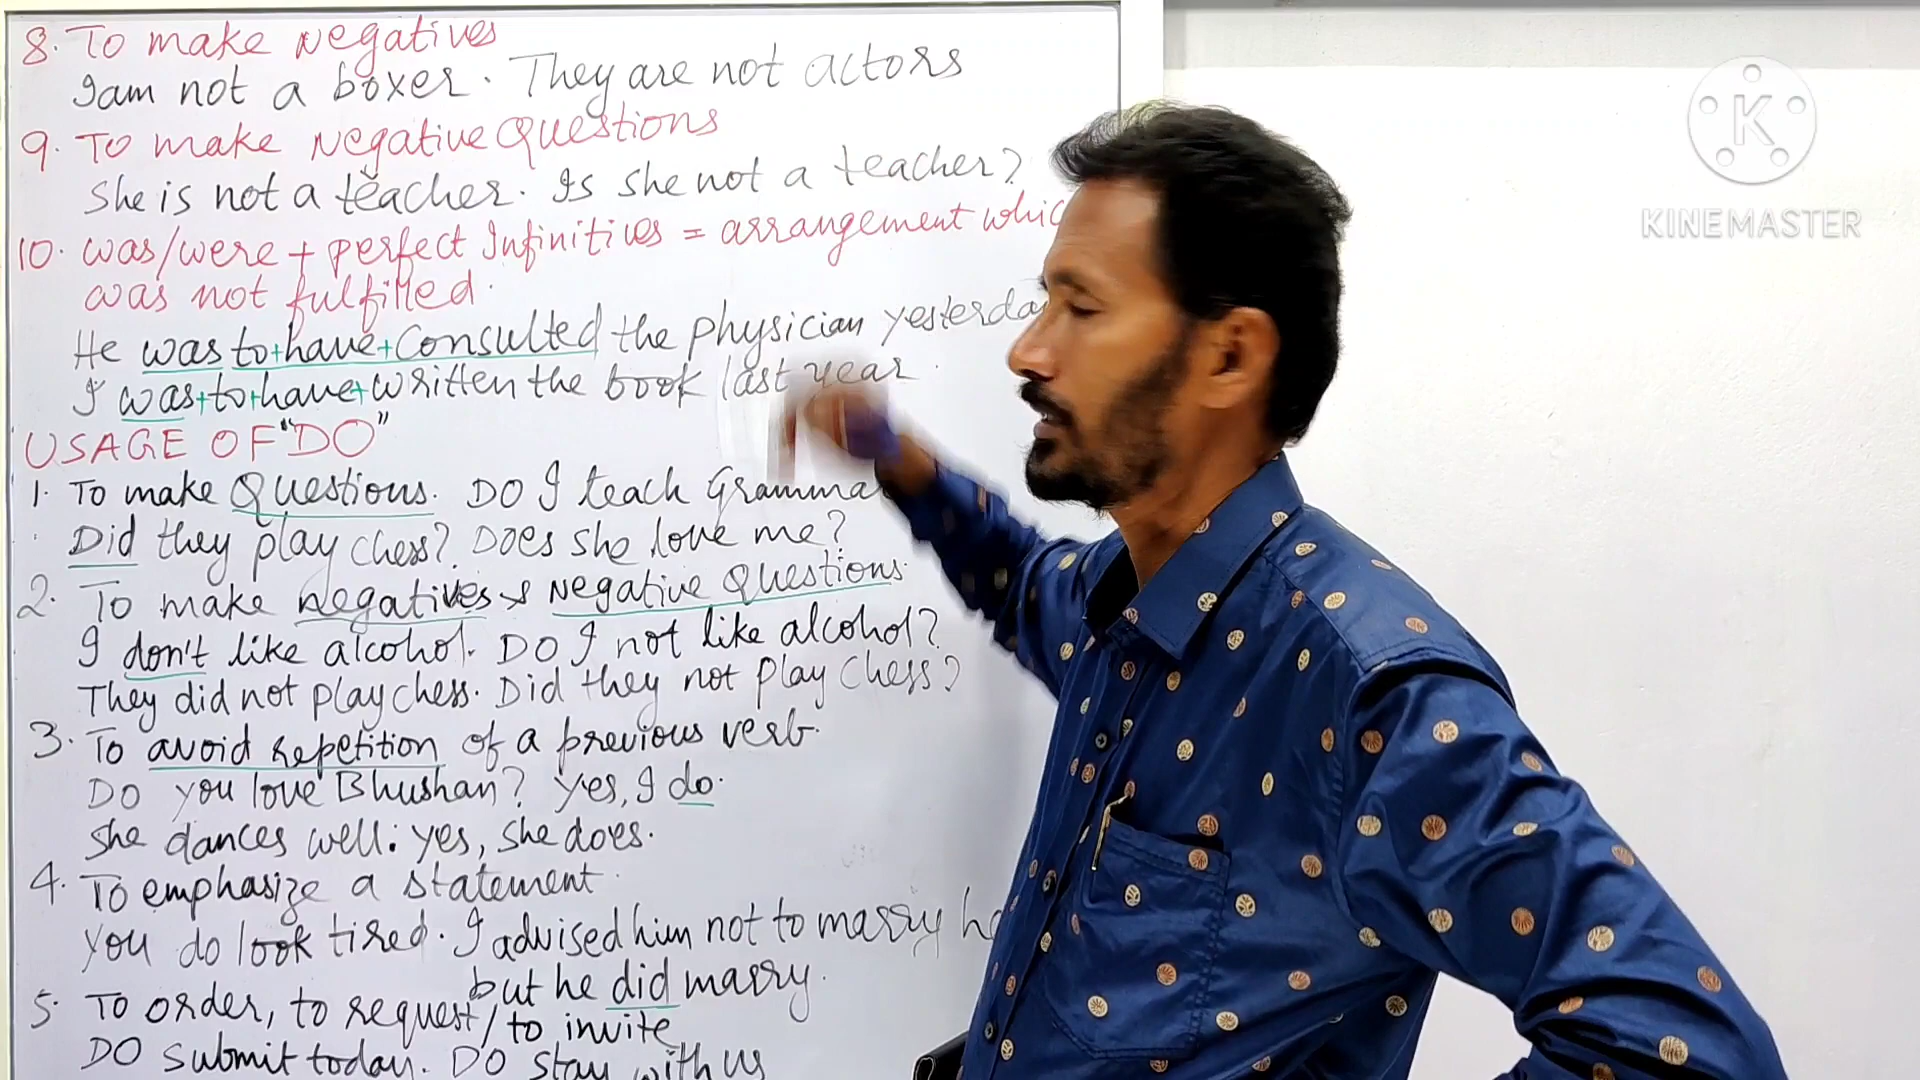 8. To make Negatives
I am not a boxer. They are not actors
9. To make Negative Questions
She is not a teacher. Is she not a teacher?
10. was/were + perfect Infinitives = arrangement whic
was not fulfilled.
He was to+have+consulted the physician yesterda
I was+to+have+written the book last year.
USAGE OF "DO"
1. To make Questions. DO I teach Gramma
Did they play chess? Does she love me?
2. To make negatives & Negative Questions.
I don't like alcohol. DO I not like alcohol?
They did not play chess. Did they not play chess?
3. To avoid repetition of a previous verb.
DO you love Bhushan? Yes, I do.
She dances well: Yes, she does.
4. To emphasize a statement.
You do look tired. I advised him not to marry he
but he did marry.
5. To order, to request/to invite
DO submit today. DO stay with us
K
KINEMASTER